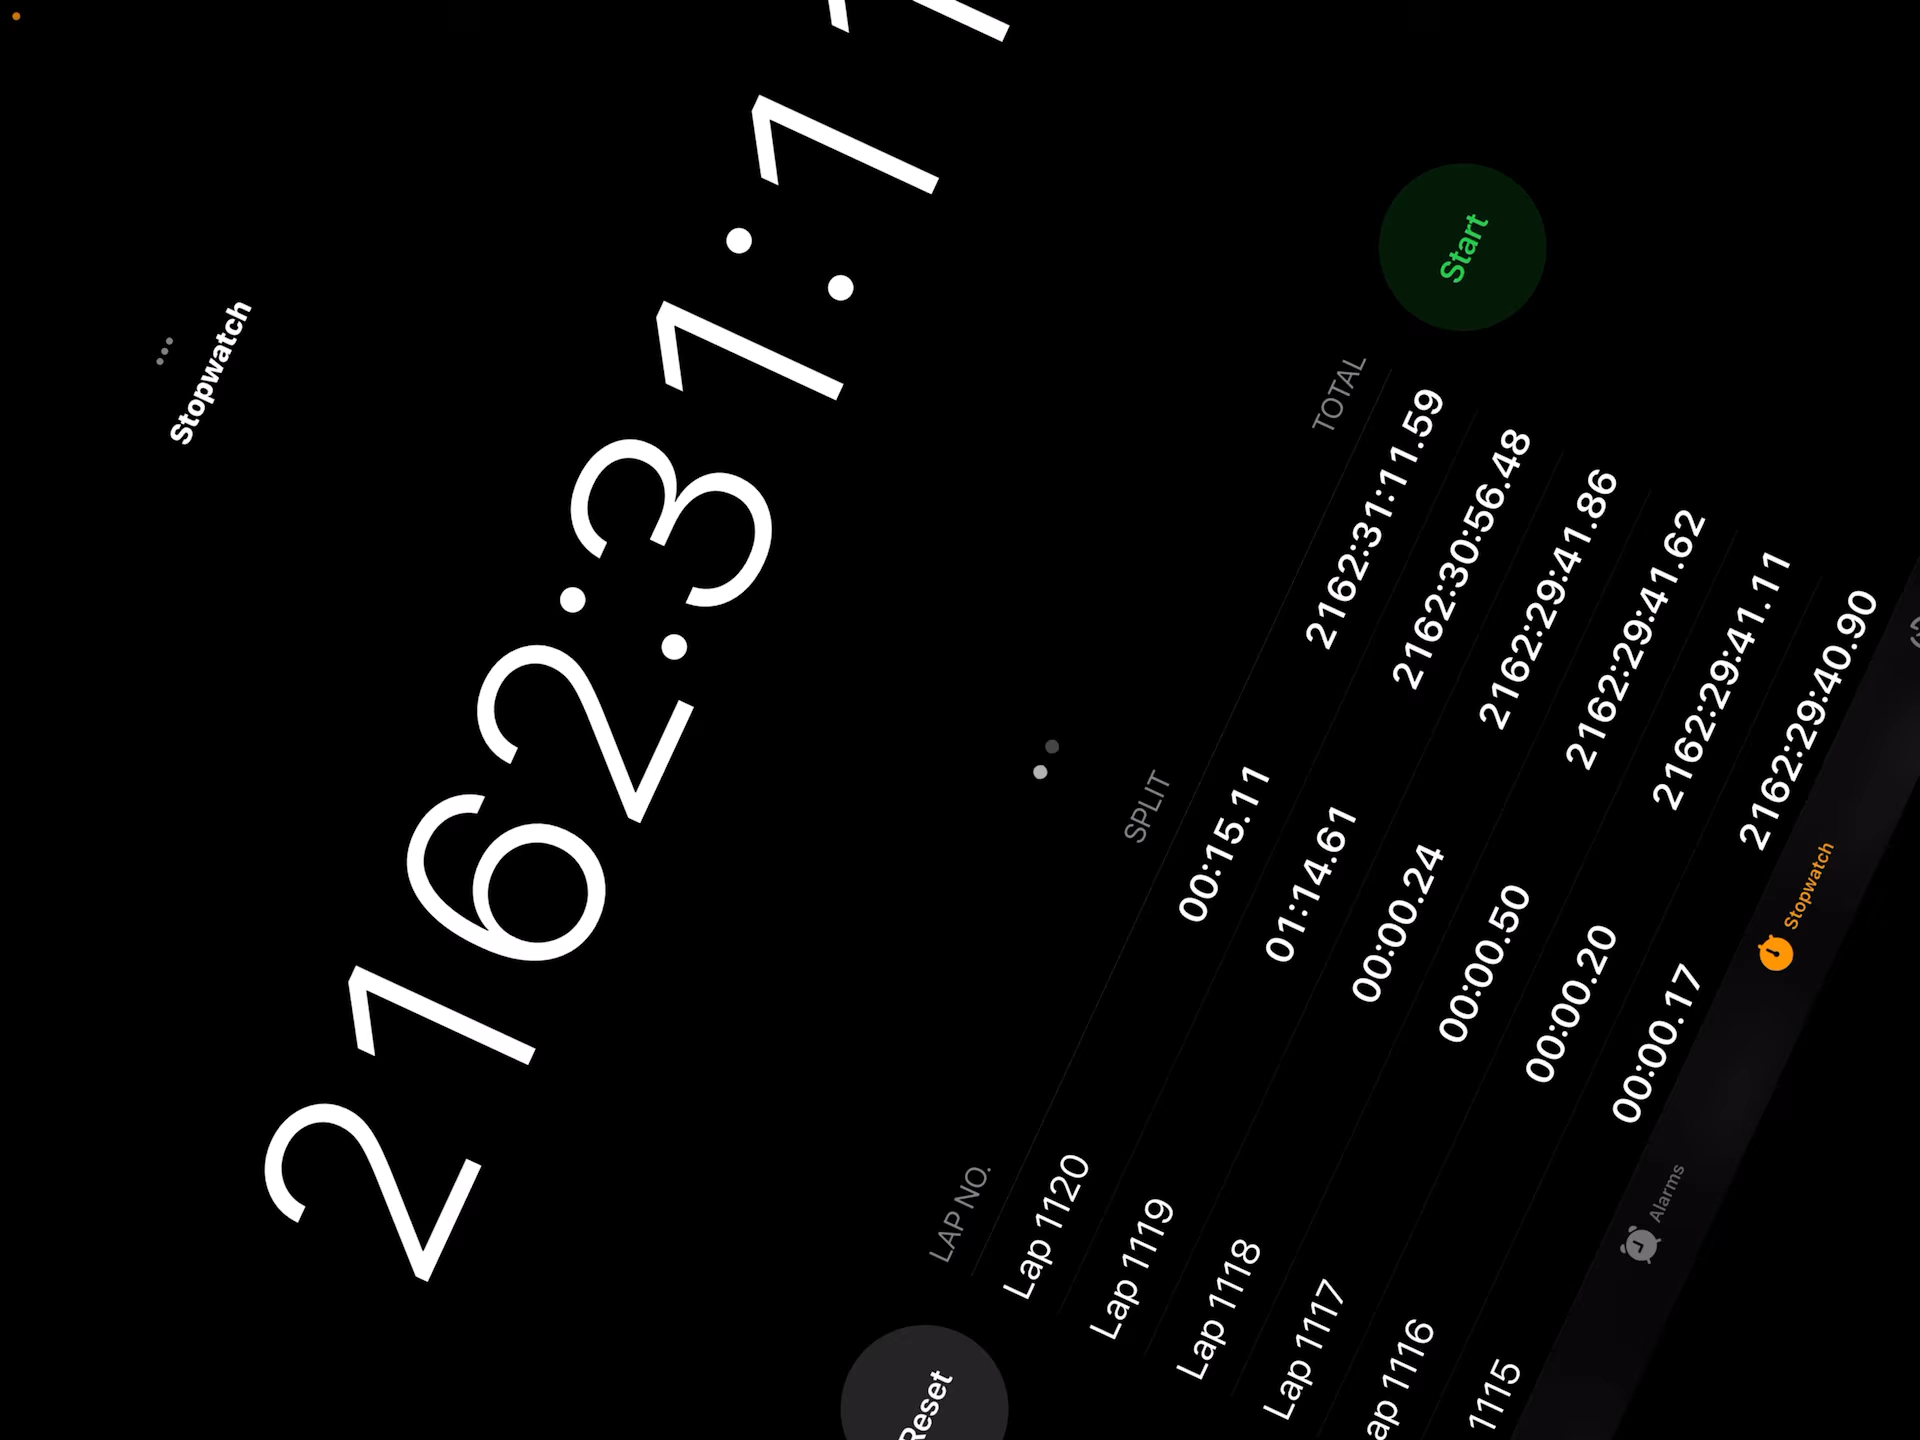 Stopwatch
2162:31:11
LAP NO. SPLIT TOTAL
Lap 1120 00:15.11 2162:31:11.59
Lap 1119 01:14.61 2162:30:56.48
Lap 1118 00:00.24 2162:29:41.86
Lap 1117 00:00.50 2162:29:41.62
ap 1116 00:00.20 2162:29:41.11
1115 00:00.17 2162:29:40.90
Reset
Start
Alarms
Stopwatch